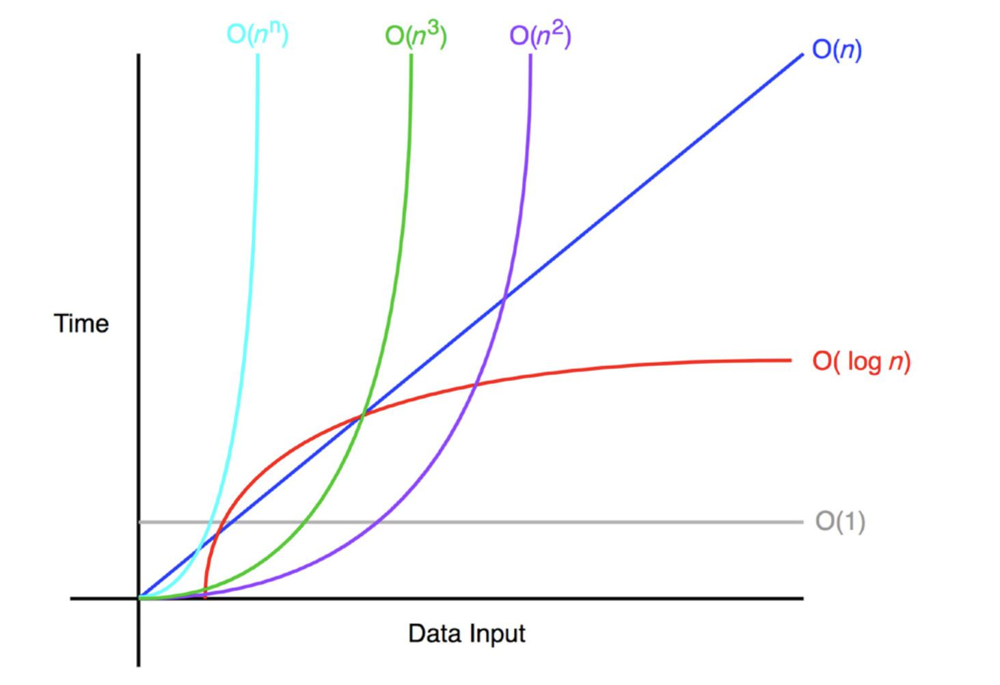 O(nⁿ)
O(n³)
O(n²)
O(n)
Time
O( log n)
O(1)
Data Input